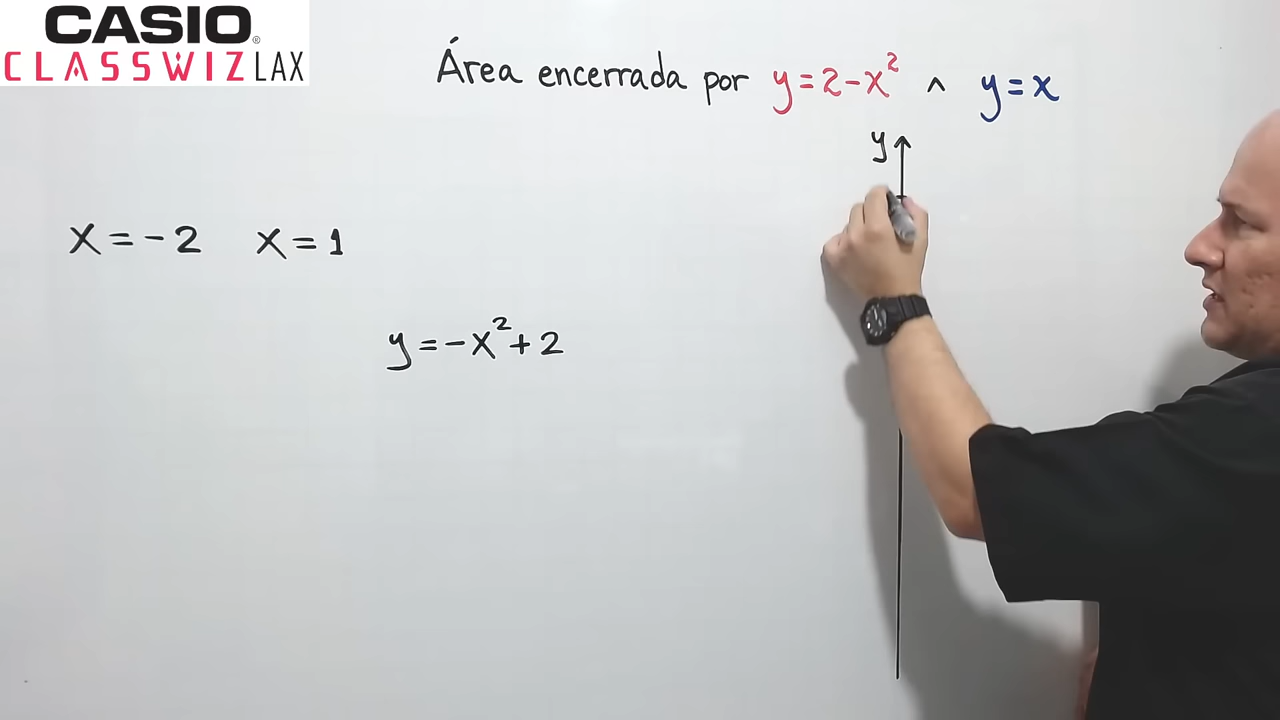 CASIO®
CLASSWIZ LAX
Área encerrada por y=2-x² ∧ y=x
y
x=-2 x=1
y=-x²+2